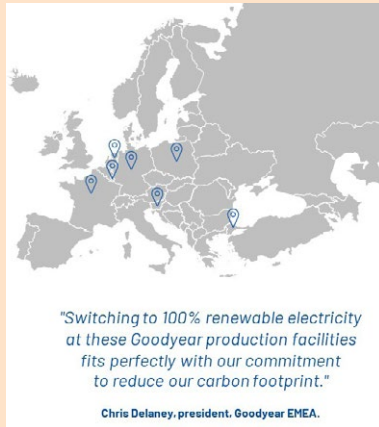 "Switching to 100% renewable electricity
at these Goodyear production facilities
fits perfectly with our commitment
to reduce our carbon footprint."
Chris Delaney, president, Goodyear EMEA.